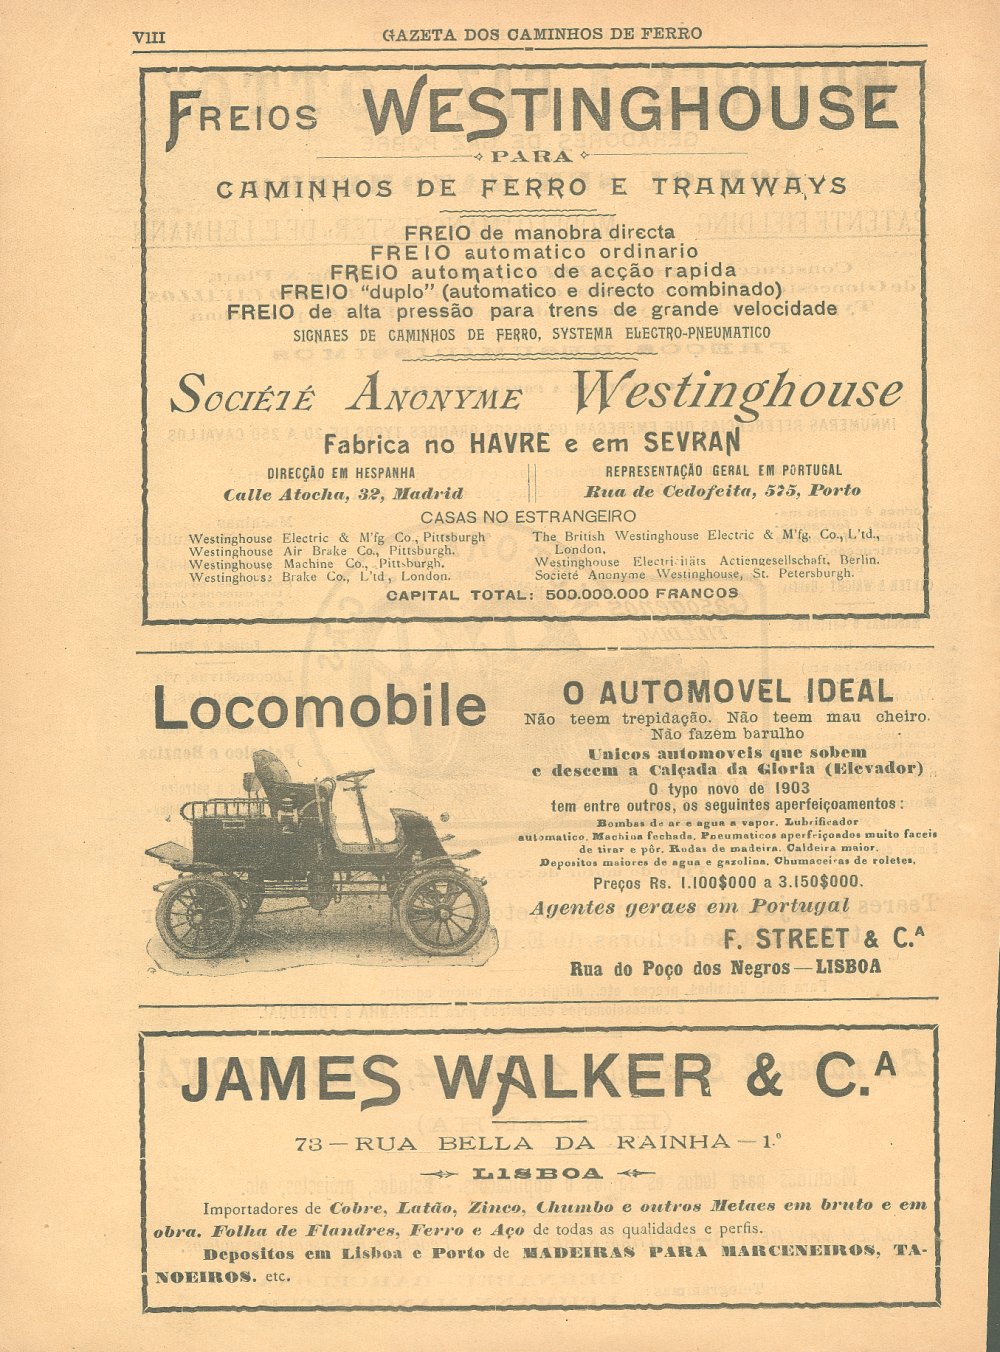 VIII
GAZETA DOS CAMINHOS DE FERRO
FREIOS WESTINGHOUSE
PARA
CAMINHOS DE FERRO E TRAMWAYS
FREIO de manobra directa
FREIO automatico ordinario
FREIO automatico de acção rapida
FREIO "duplo" (automatico e directo combinado)
FREIO de alta pressão para trens de grande velocidade
SIGNAES DE CAMINHOS DE FERRO, SYSTEMA ELECTRO-PNEUMATICO
SOCIÉTÉ ANONYME Westinghouse
Fabrica no HAVRE e em SEVRAN
DIRECÇÃO EM HESPANHA
Calle Atocha, 32, Madrid
REPRESENTAÇÃO GERAL EM PORTUGAL
Rua de Cedofeita, 575, Porto
CASAS NO ESTRANGEIRO
Westinghouse Electric & M'fg Co., Pittsburgh
Westinghouse Air Brake Co., Pittsburgh.
Westinghouse Machine Co., Pittsburgh.
Westinghouse Brake Co., L'td, London.
The British Westinghouse Electric & M'fg. Co., L'td.,
London.
Westinghouse Electricitäts Actiengesellschaft, Berlin.
Société Anonyme Westinghouse, St. Petersburgh.
CAPITAL TOTAL: 500.000.000 FRANCOS
Locomobile
O AUTOMOVEL IDEAL
Não teem trepidação. Não teem mau cheiro.
Não fazem barulho
Unicos automoveis que sobem
e descem a Calçada da Gloria (Elevador)
O typo novo de 1903
tem entre outros, os seguintes aperfeiçoamentos:
Bombas de ar e agua a vapor. Lubrificador
automatico. Machina fechada. Pneumaticos aperfeiçoados muito faceis
de tirar e pôr. Rodas de madeira. Caldeira maior.
Depositos maiores de agua e gazolina. Chumaceiras de roletes.
Preços Rs. 1.100$000 a 3.150$000.
Agentes geraes em Portugal
F. STREET & C.A
Rua do Poço dos Negros—LISBOA
JAMES WALKER & C.A
73—RUA BELLA DA RAINHA—1.º
LISBOA
Importadores de Cobre, Latão, Zinco, Chumbo e outros Metaes em bruto e em
obra. Folha de Flandres, Ferro e Aço de todas as qualidades e perfis.
Depositos em Lisboa e Porto de MADEIRAS PARA MARCENEIROS, TA-
NOEIROS. etc.